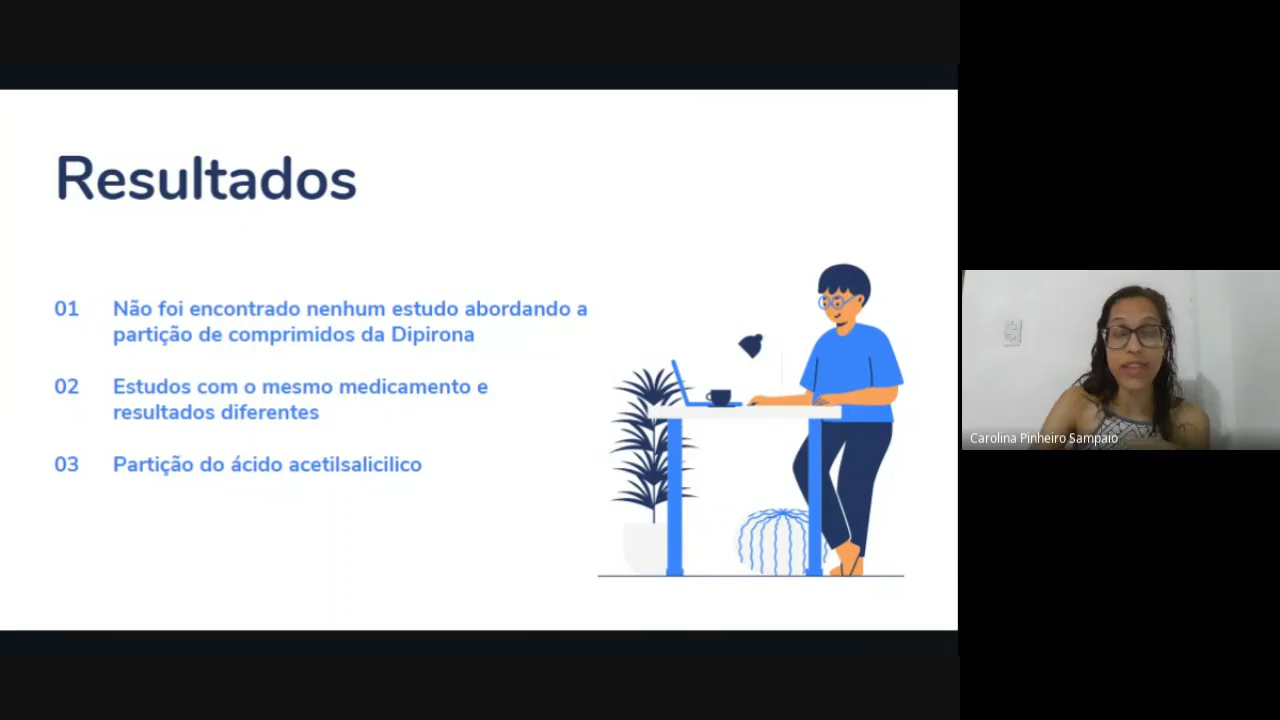 Resultados
01 Não foi encontrado nenhum estudo abordando a
partição de comprimidos da Dipirona
02 Estudos com o mesmo medicamento e
resultados diferentes
03 Partição do ácido acetilsalicilico
Carolina Pinheiro Sampaio